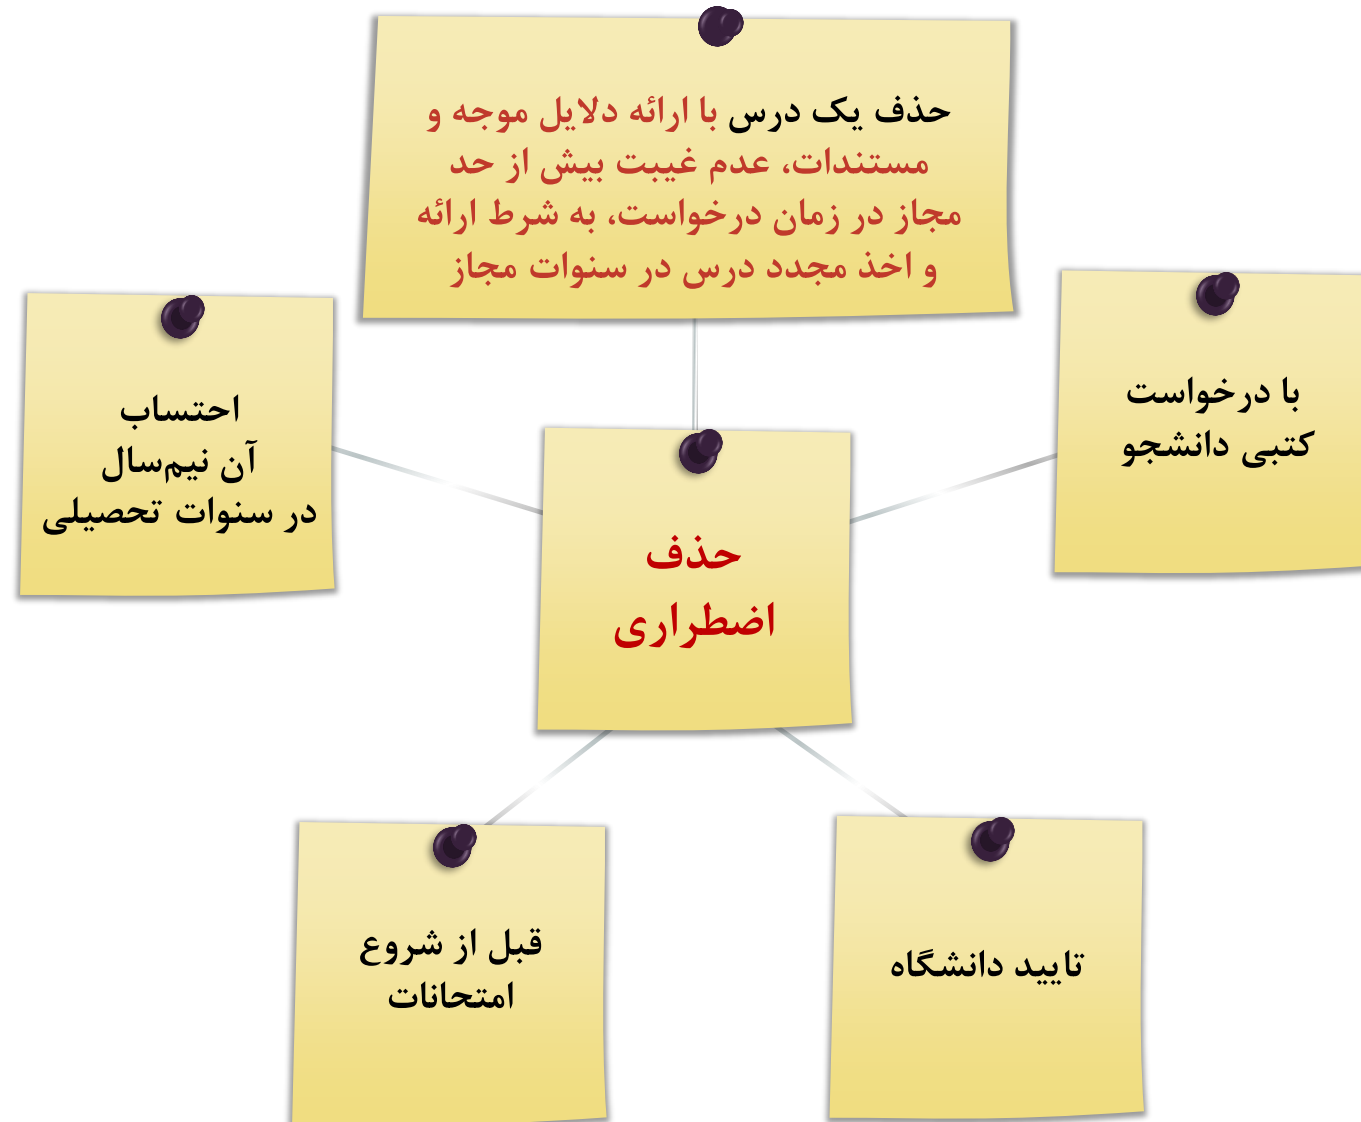 حذف یک درس با ارائه دلایل موجه و
مستندات، عدم غیبت بیش از حد
مجاز در زمان درخواست، به شرط ارائه
و اخذ مجدد درس در سنوات مجاز
با درخواست
کتبی دانشجو
احتساب
آن نیم‌سال
در سنوات تحصیلی
حذف
اضطراری
تایید دانشگاه
قبل از شروع
امتحانات